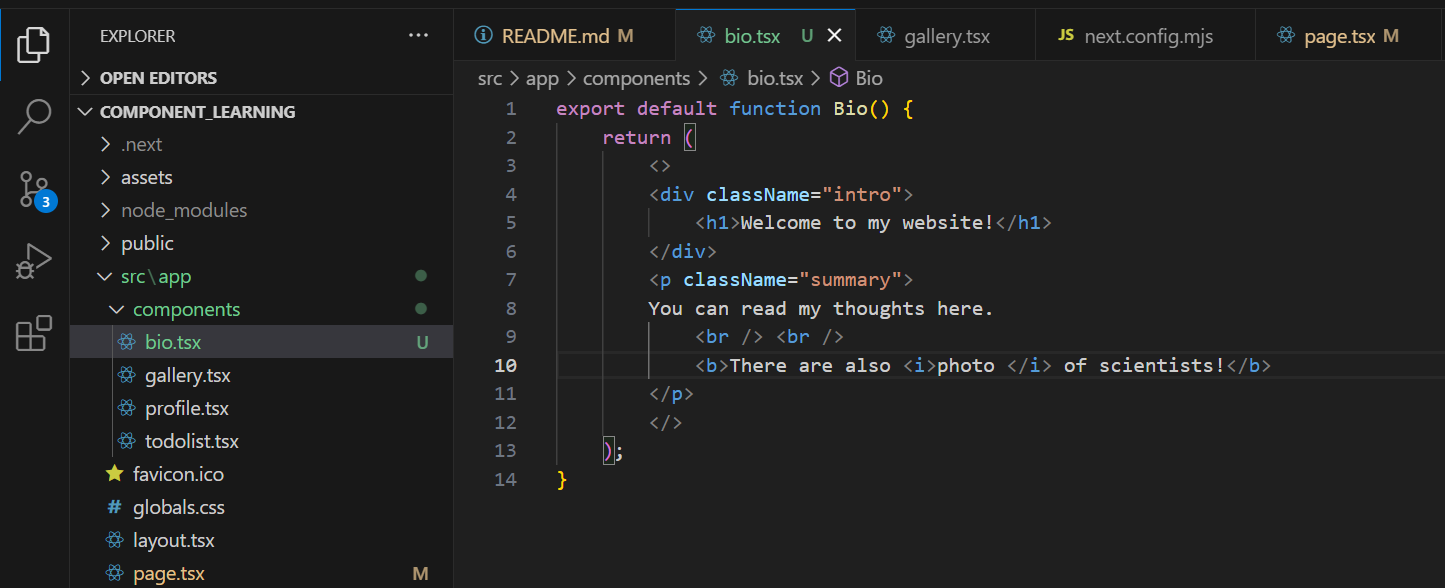 EXPLORER ...
OPEN EDITORS
COMPONENT_LEARNING
.next
assets
node_modules
public
src\app
components
bio.tsx U
gallery.tsx
profile.tsx
todolist.tsx
favicon.ico
# globals.css
layout.tsx
page.tsx M
3
README.md M
bio.tsx U
gallery.tsx
JS next.config.mjs
page.tsx M
src > app > components > bio.tsx > Bio
1 export default function Bio() {
2     return (
3         <>
4         <div className="intro">
5             <h1>Welcome to my website!</h1>
6         </div>
7         <p className="summary">
8         You can read my thoughts here.
9             <br /> <br />
10             <b>There are also <i>photo </i> of scientists!</b>
11         </p>
12         </>
13     );
14 }